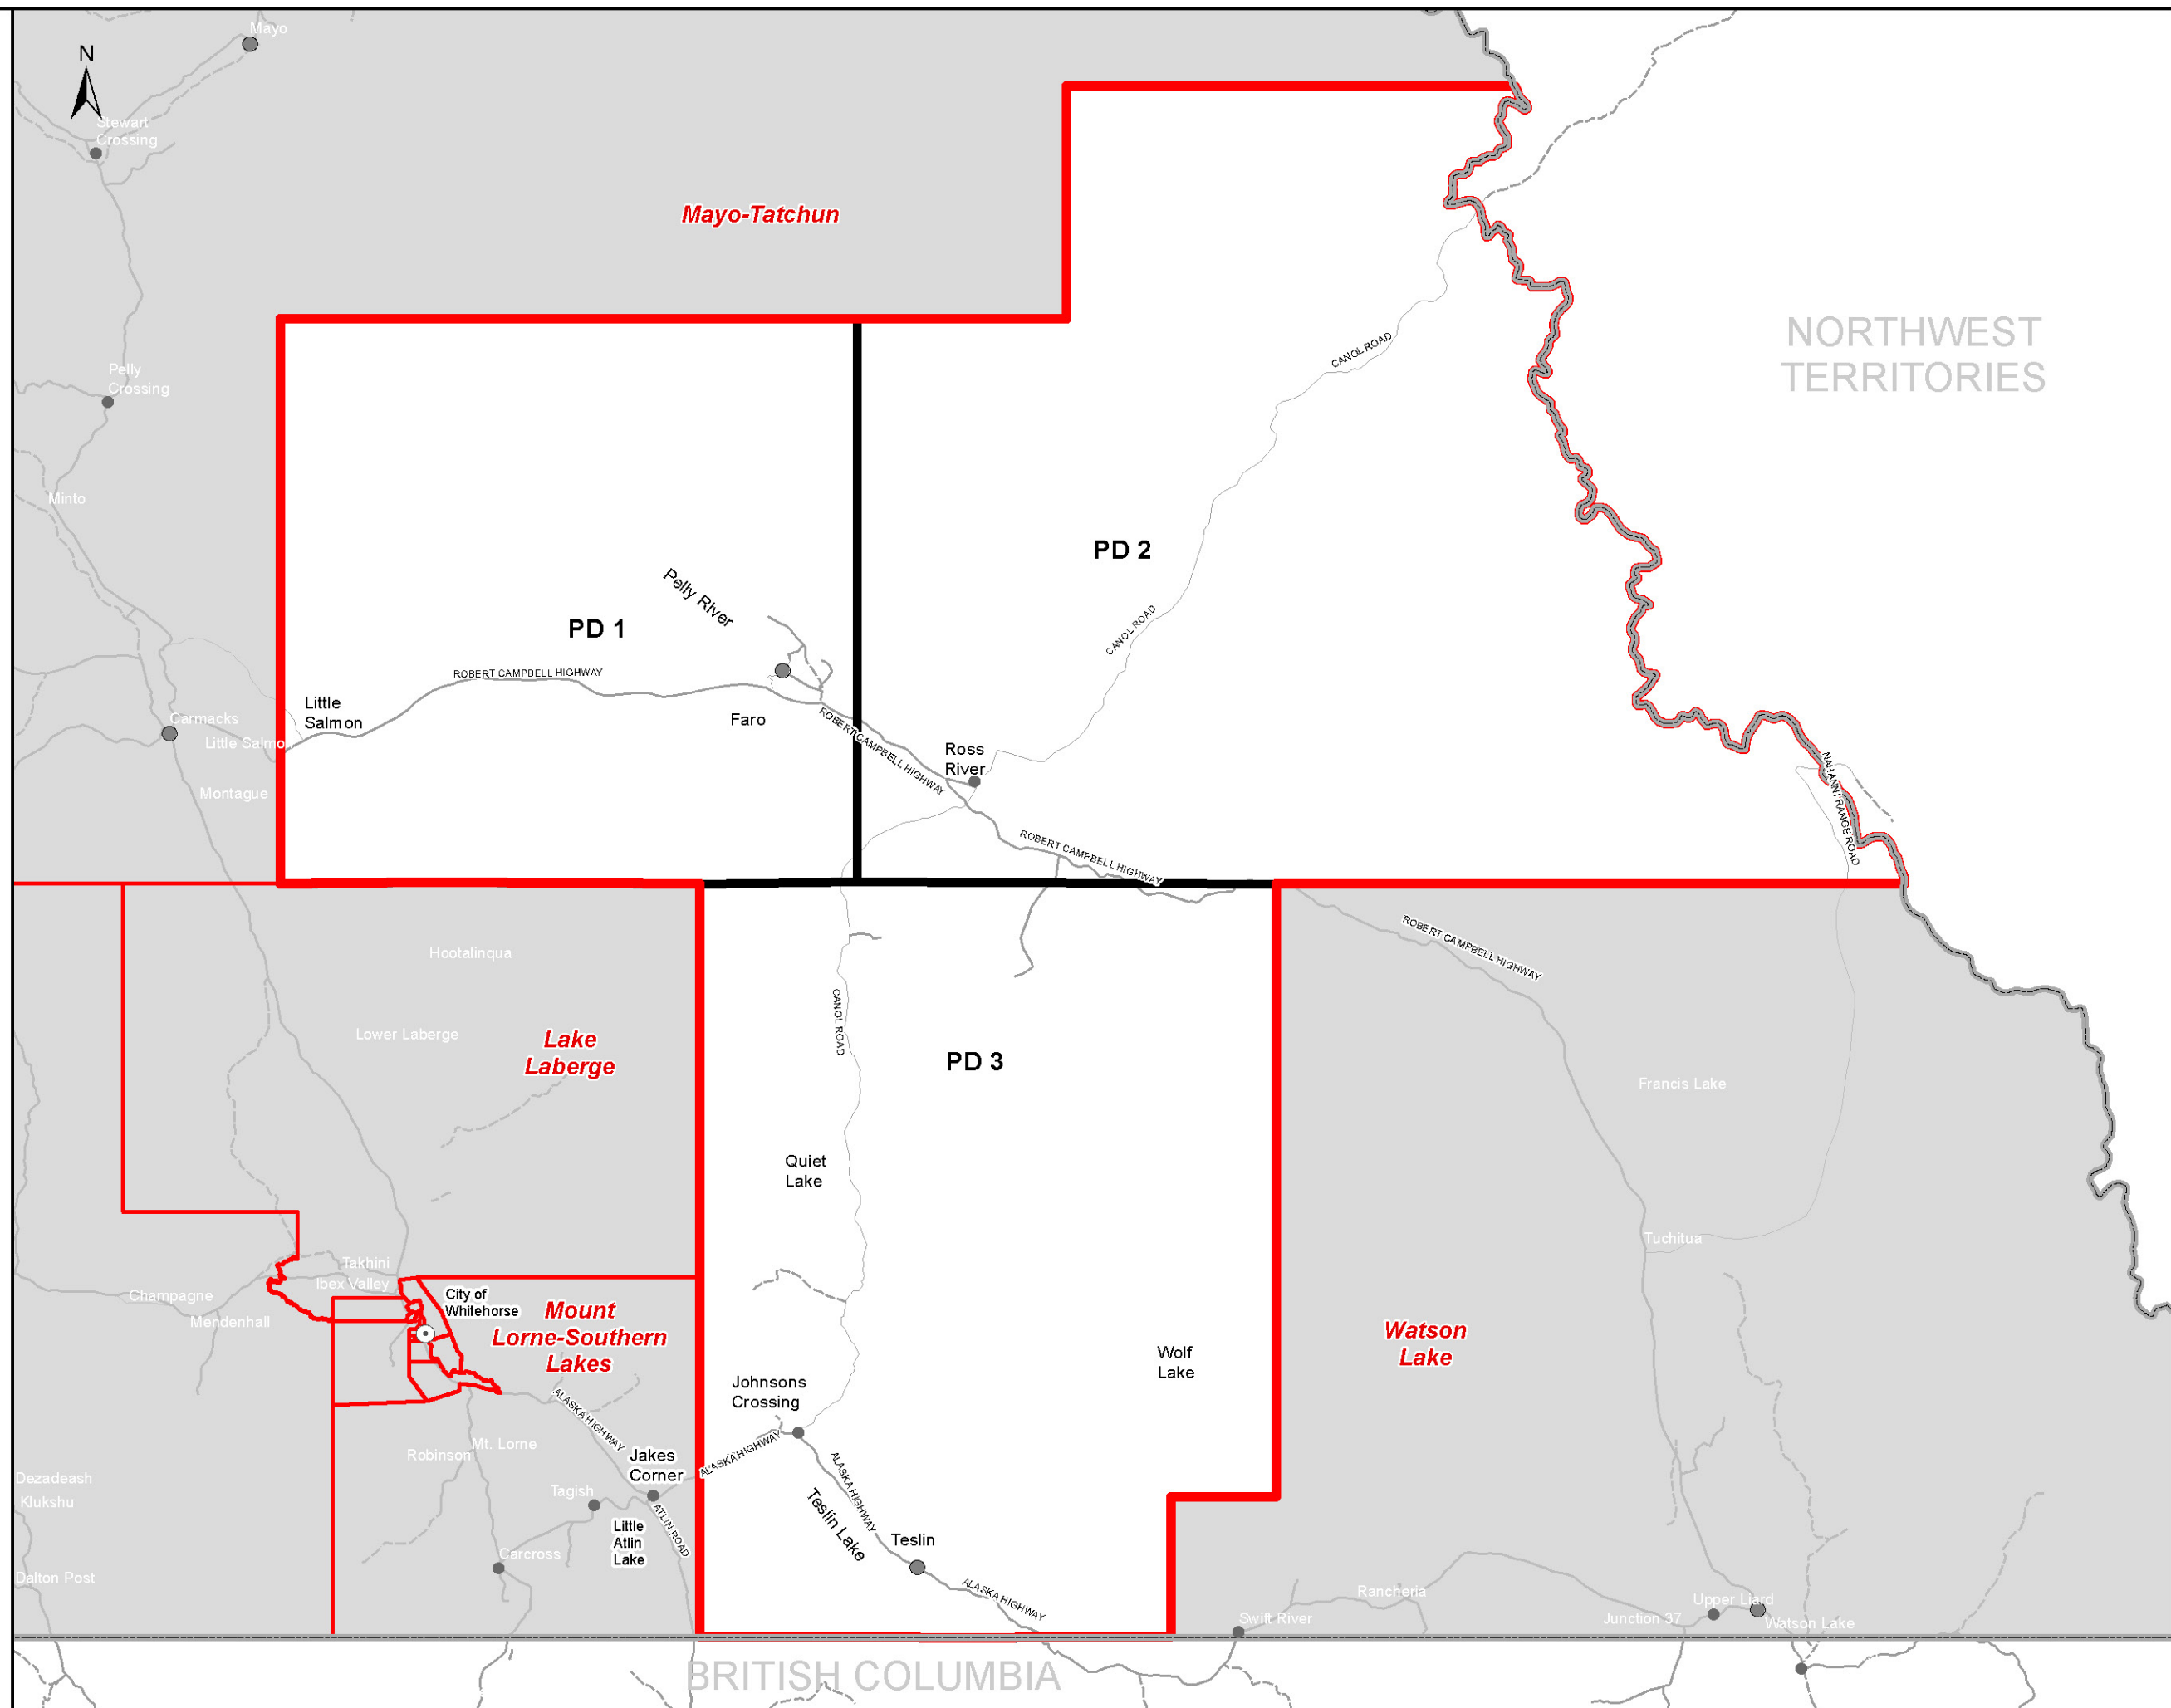 Mayo
N
Stewart
Crossing
Mayo-Tatchun
NORTHWEST
TERRITORIES
CANOL ROAD
Pelly
Crossing
Minto
PD 2
Pelly River
PD 1
CANOL ROAD
ROBERT CAMPBELL HIGHWAY
Little
Salmon
Carmacks
Little Salmon
Faro
ROBERT CAMPBELL HIGHWAY
Ross
River
NAHANNI RANGE ROAD
Montague
ROBERT CAMPBELL HIGHWAY
ROBERT CAMPBELL HIGHWAY
Hootalinqua
CANOL ROAD
Lower Laberge
Lake
Laberge
PD 3
Francis Lake
Quiet
Lake
Tuchitua
Takhini
Ibex Valley
Champagne
Mendenhall
City of
Whitehorse
Mount
Lorne-Southern
Lakes
Watson
Lake
Wolf
Lake
Johnsons
Crossing
ALASKA HIGHWAY
Mt. Lorne
Robinson
Jakes
Corner
ALASKA HIGHWAY
ALASKA HIGHWAY
Dezadeash
Klukshu
Tagish
ATLIN ROAD
Little
Atlin
Lake
Teslin Lake
Teslin
Carcross
Dalton Post
ALASKA HIGHWAY
Rancheria
Swift River
Junction 37
Upper Liard
Watson Lake
BRITISH COLUMBIA